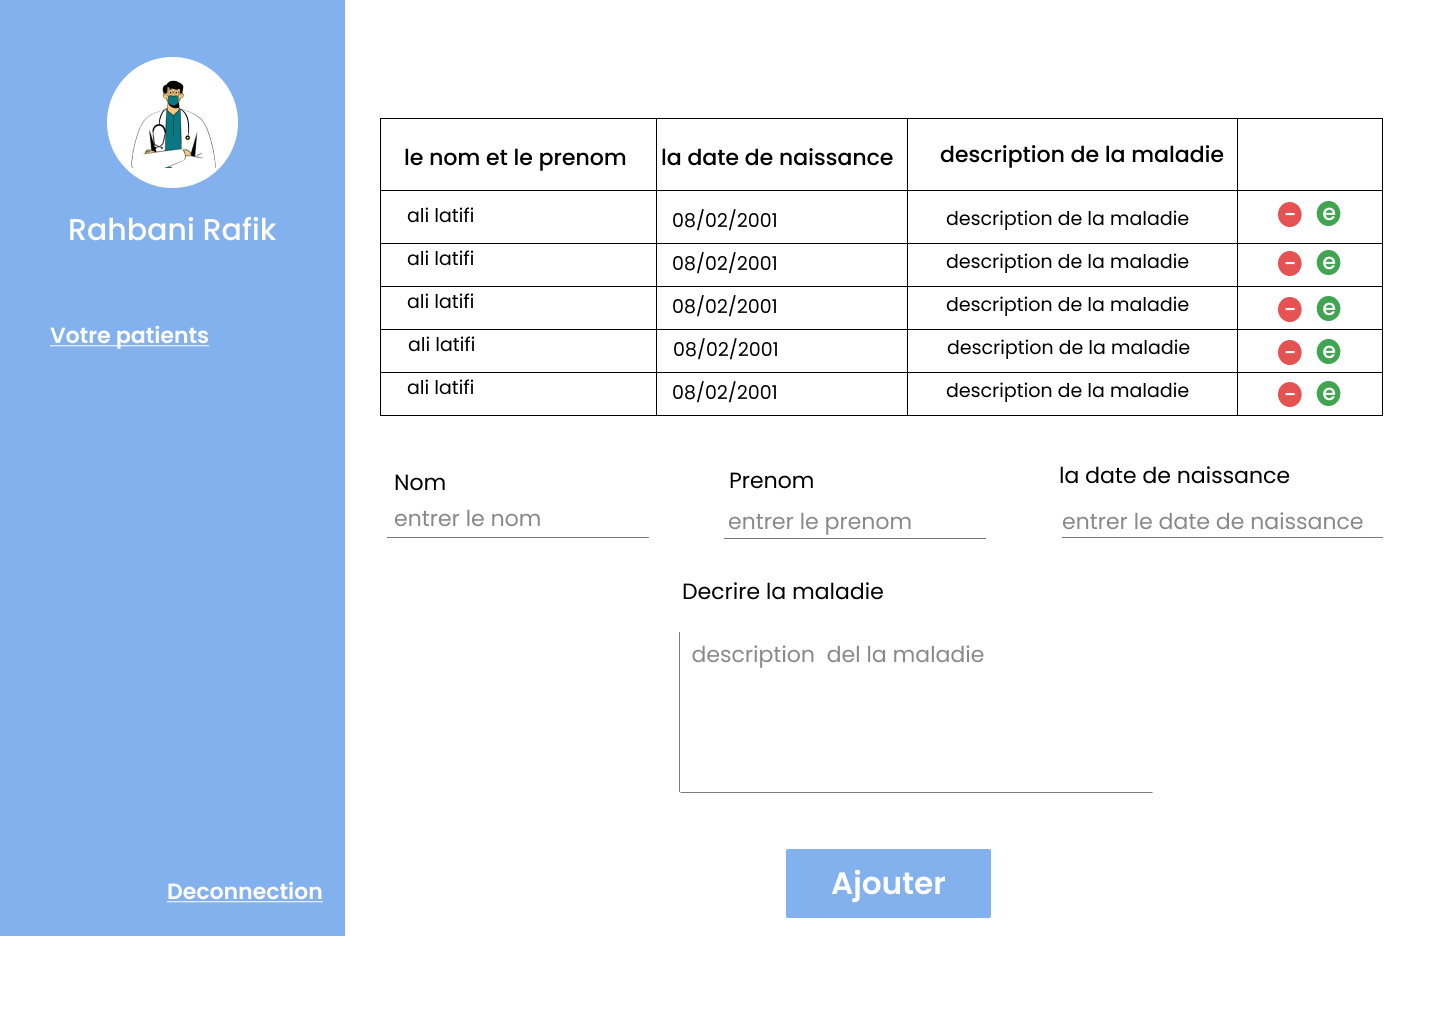 Rahbani Rafik
Votre patients
Deconnection
le nom et le prenom la date de naissance description de la maladie
ali latifi 08/02/2001 description de la maladie - e
ali latifi 08/02/2001 description de la maladie - e
ali latifi 08/02/2001 description de la maladie - e
ali latifi 08/02/2001 description de la maladie - e
ali latifi 08/02/2001 description de la maladie - e
Nom Prenom la date de naissance
entrer le nom entrer le prenom entrer le date de naissance
Decrire la maladie
description del la maladie
Ajouter